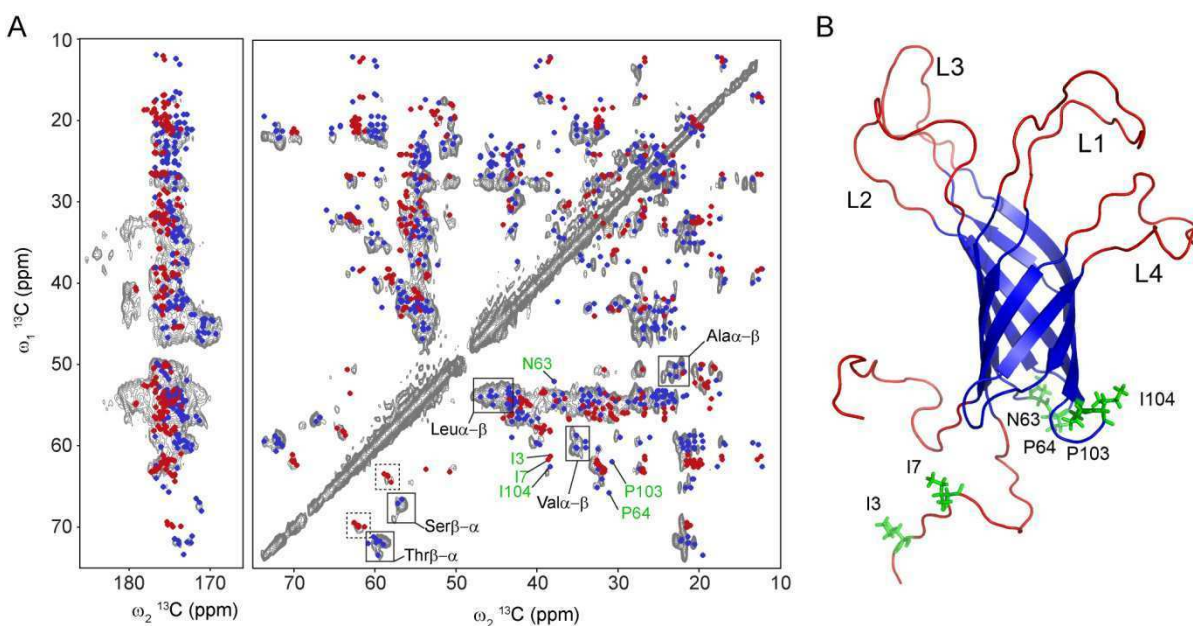 A
10
20
30
40
50
60
70
ω₁ ¹³C (ppm)
180 170
ω₂ ¹³C (ppm)
70 60 50 40 30 20 10
ω₂ ¹³C (ppm)
N63
Alaα-β
Leuα-β
I3
I7
I104
Valα-β
P103
P64
Serβ-α
Thrβ-α
B
L3
L1
L2
L4
N63
I104
P64
P103
I7
I3